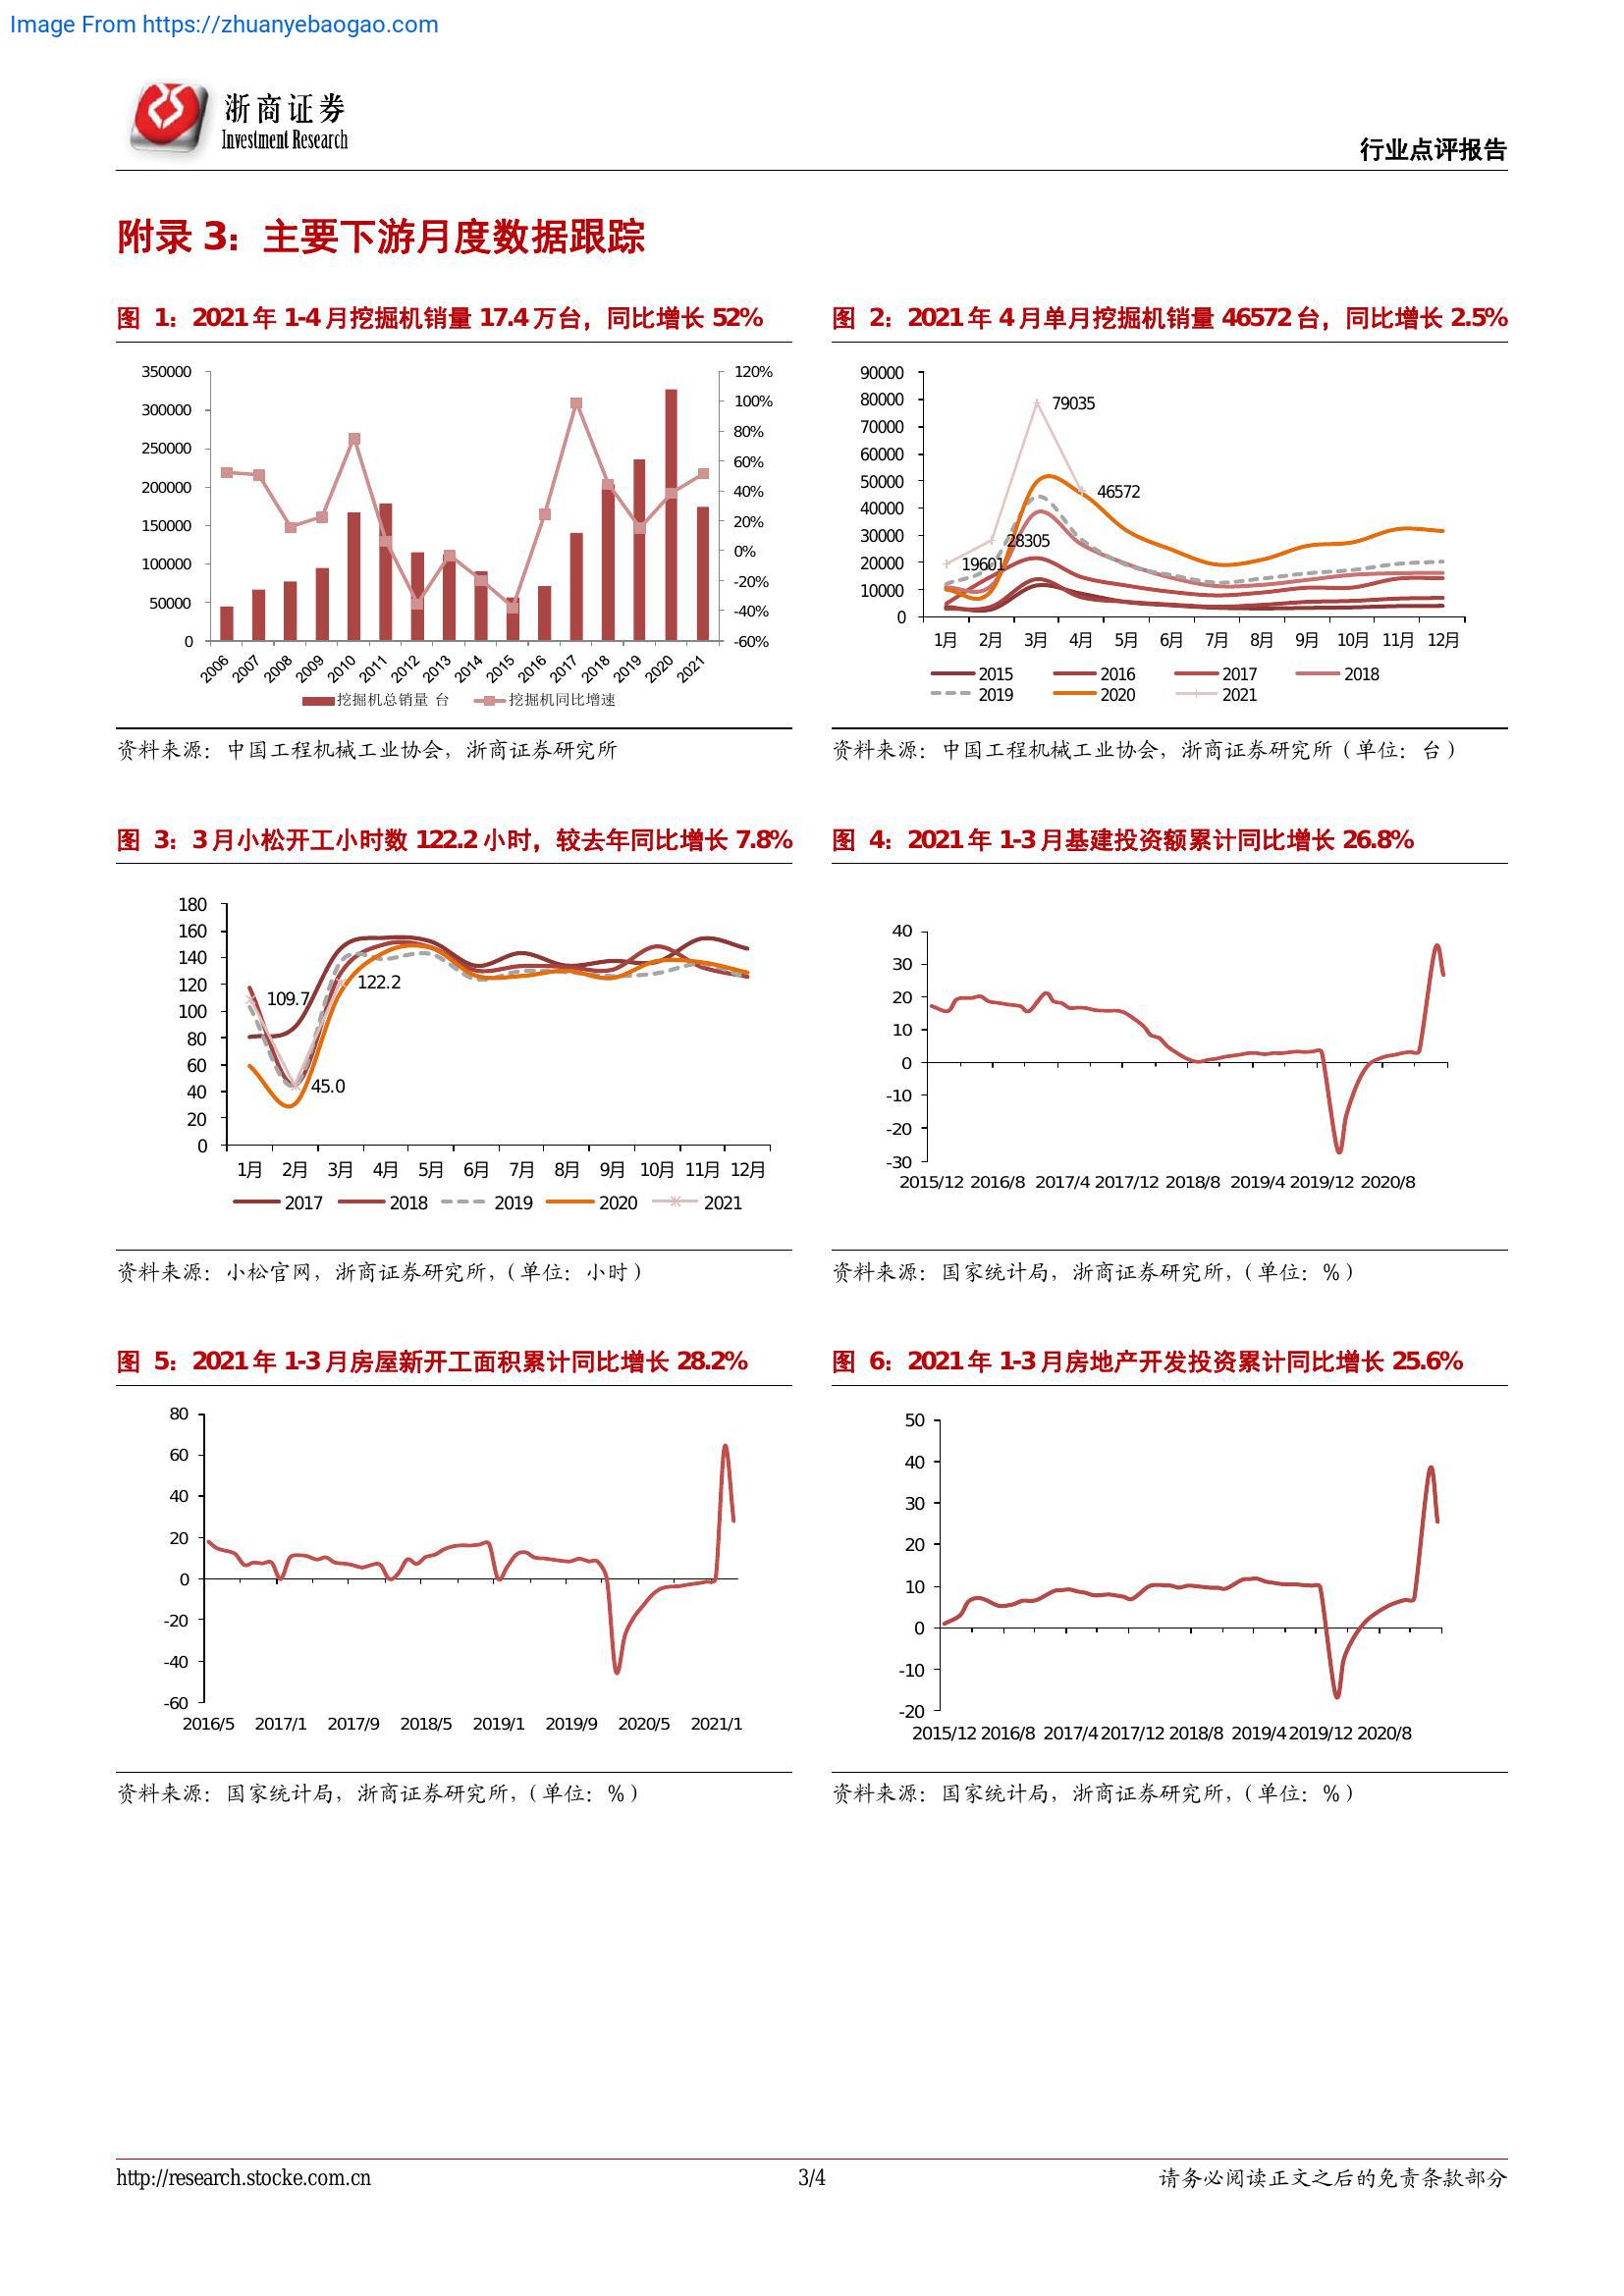 Image From https://zhuanyebaogao.com
浙商证券
Investment Research
行业点评报告
附录 3：主要下游月度数据跟踪
图 1：2021 年 1-4 月挖掘机销量 17.4 万台，同比增长 52%
350000
300000
250000
200000
150000
100000
50000
0
120%
100%
80%
60%
40%
20%
0%
-20%
-40%
-60%
2006 2007 2008 2009 2010 2011 2012 2013 2014 2015 2016 2017 2018 2019 2020 2021
挖掘机总销量 台 挖掘机同比增速
资料来源：中国工程机械工业协会，浙商证券研究所
图 2：2021 年 4 月单月挖掘机销量 46572 台，同比增长 2.5%
90000
80000
70000
60000
50000
40000
30000
20000
10000
0
79035
46572
28305
19601
1月 2月 3月 4月 5月 6月 7月 8月 9月 10月 11月 12月
2015 2016 2017 2018
2019 2020 2021
资料来源：中国工程机械工业协会，浙商证券研究所（单位：台）
图 3：3 月小松开工小时数 122.2 小时，较去年同比增长 7.8%
180
160
140
120
100
80
60
40
20
0
109.7
122.2
45.0
1月 2月 3月 4月 5月 6月 7月 8月 9月 10月 11月 12月
2017 2018 2019 2020 2021
资料来源：小松官网，浙商证券研究所，（单位：小时）
图 4：2021 年 1-3 月基建投资额累计同比增长 26.8%
40
30
20
10
0
-10
-20
-30
2015/12 2016/8 2017/4 2017/12 2018/8 2019/4 2019/12 2020/8
资料来源：国家统计局，浙商证券研究所，（单位：%）
图 5：2021 年 1-3 月房屋新开工面积累计同比增长 28.2%
80
60
40
20
0
-20
-40
-60
2016/5 2017/1 2017/9 2018/5 2019/1 2019/9 2020/5 2021/1
资料来源：国家统计局，浙商证券研究所，（单位：%）
图 6：2021 年 1-3 月房地产开发投资累计同比增长 25.6%
50
40
30
20
10
0
-10
-20
2015/12 2016/8 2017/4 2017/12 2018/8 2019/4 2019/12 2020/8
资料来源：国家统计局，浙商证券研究所，（单位：%）
http://research.stocke.com.cn
3/4
请务必阅读正文之后的免责条款部分